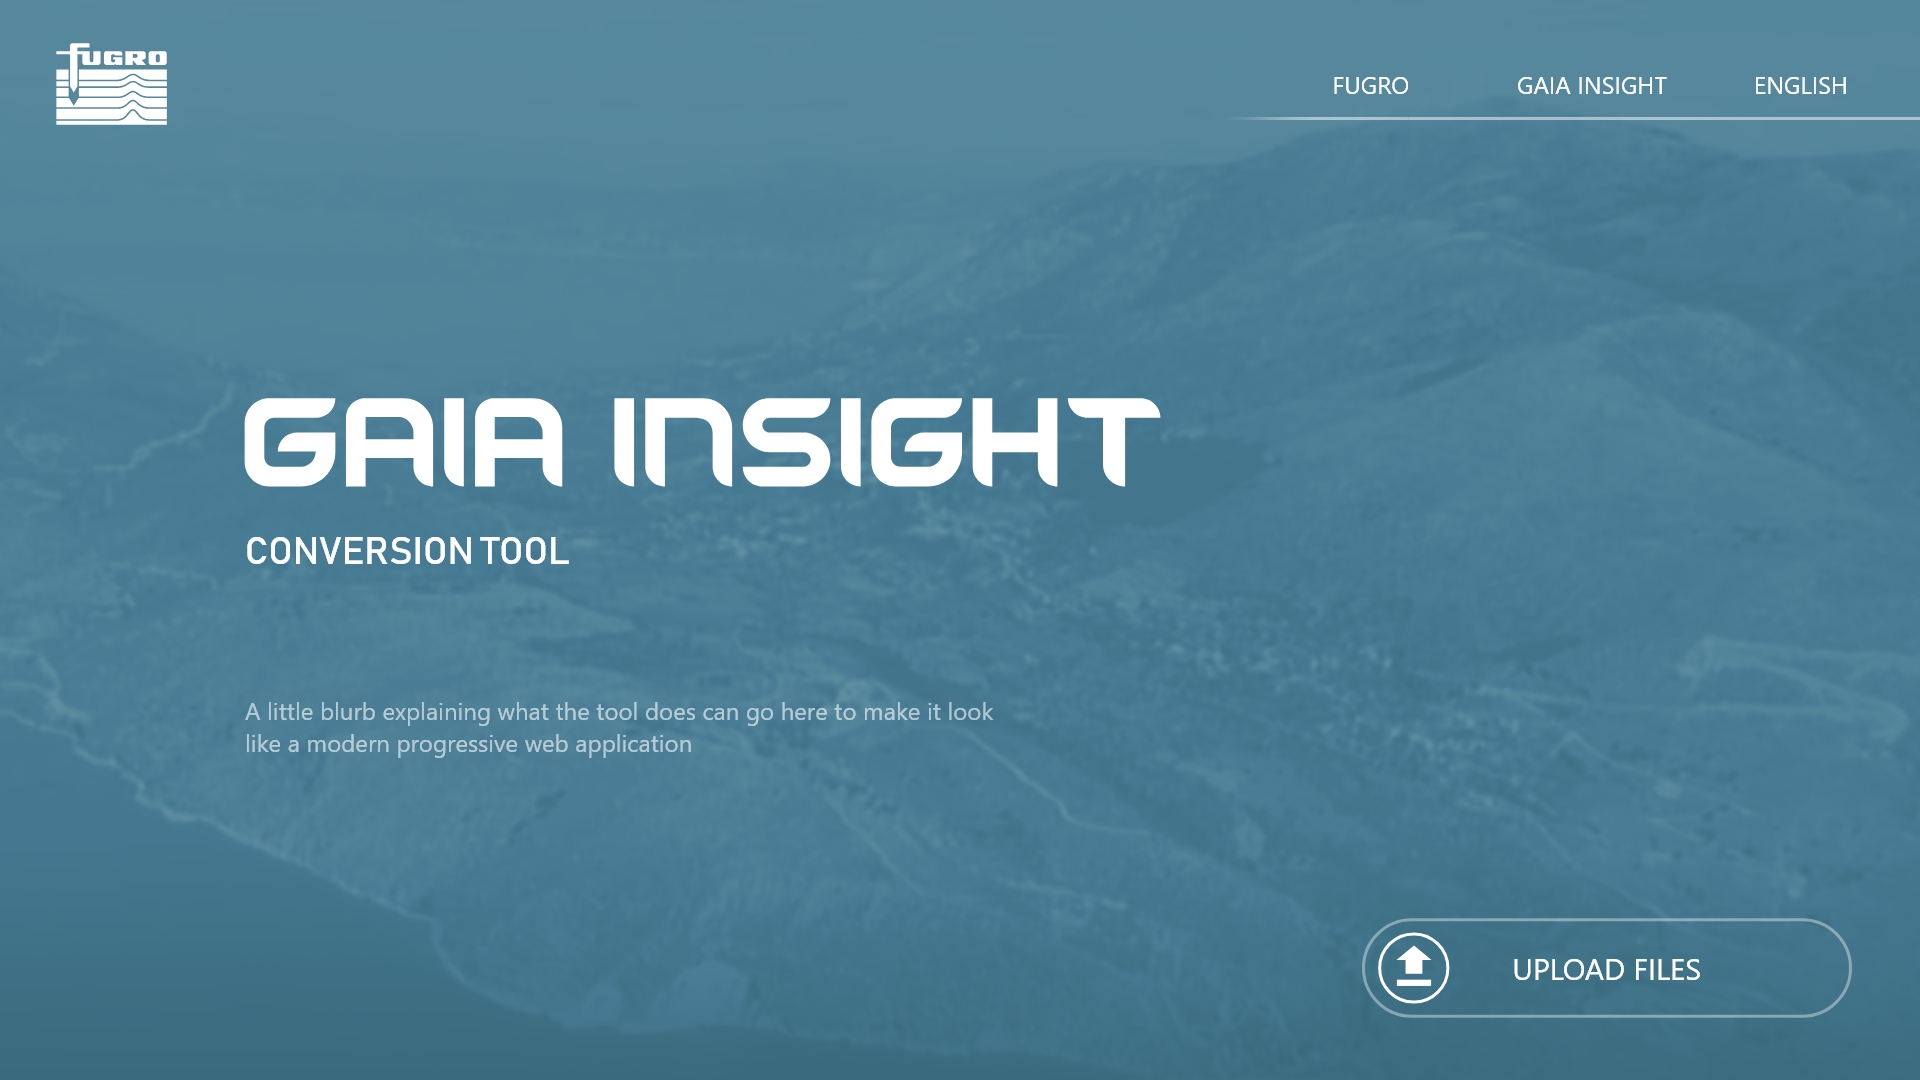 fUGRO
FUGRO
GAIA INSIGHT
ENGLISH
GAIA INSIGHT
CONVERSION TOOL
A little blurb explaining what the tool does can go here to make it look
like a modern progressive web application
UPLOAD FILES